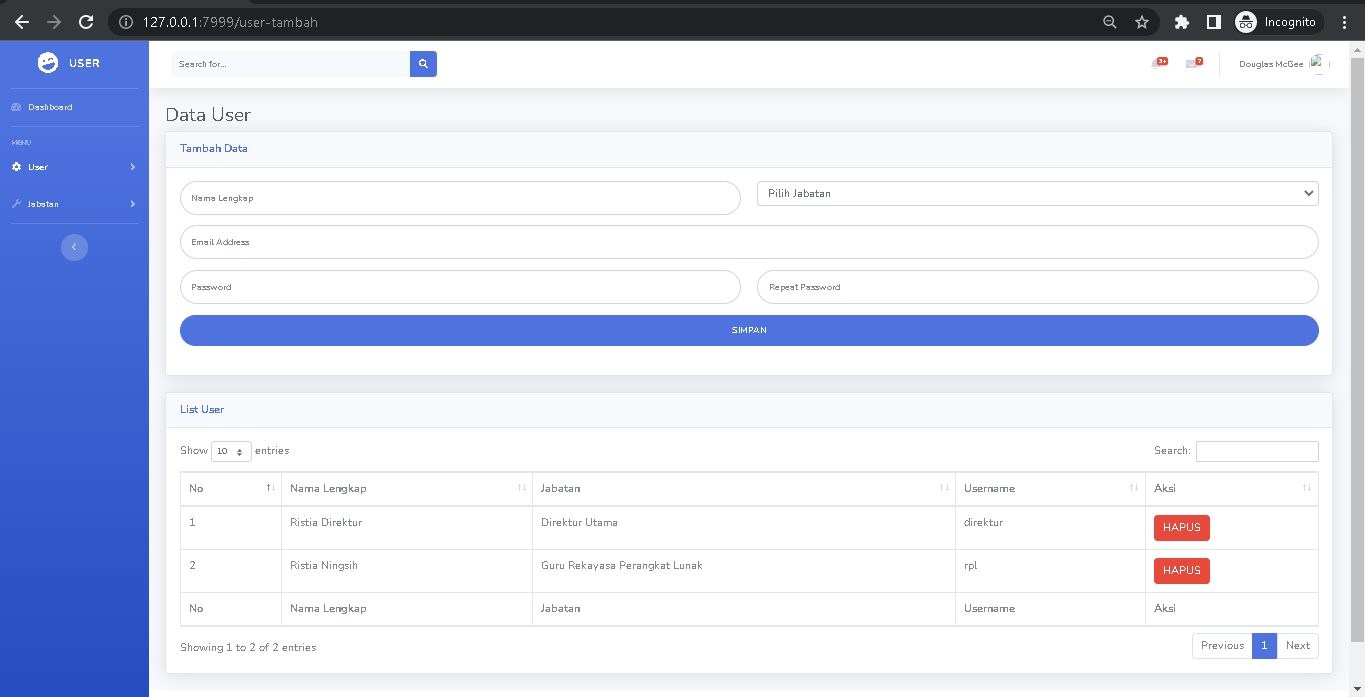 127.0.0.1:7999/user-tambah
Incognito
USER
Search for...
3+
7
Douglas McGee
Dashboard
MENU
User
Jabatan
Data User
Tambah Data
Nama Lengkap
Pilih Jabatan
Email Address
Password
Repeat Password
SIMPAN
List User
Show 10 entries
Search:
No Nama Lengkap Jabatan Username Aksi
1 Ristia Direktur Direktur Utama direktur HAPUS
2 Ristia Ningsih Guru Rekayasa Perangkat Lunak rpl HAPUS
No Nama Lengkap Jabatan Username Aksi
Showing 1 to 2 of 2 entries
Previous 1 Next